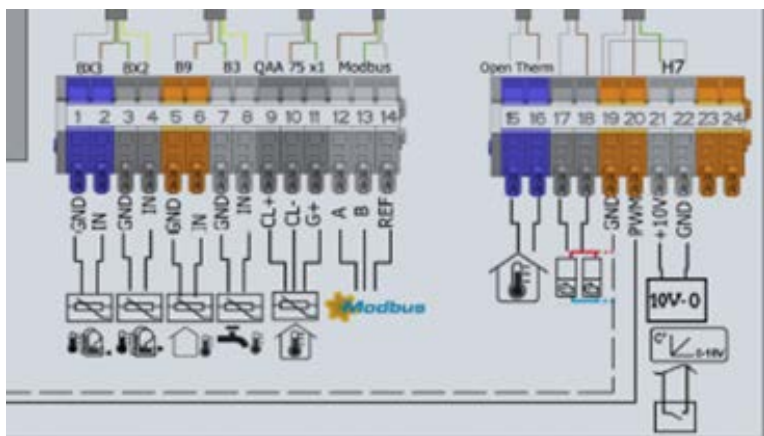 BX3 BX2 B9 B3 QAA 75 x1 Modbus
Open Therm H7
1 2 3 4 5 6 7 8 9 10 11 12 13 14
15 16 17 18 19 20 21 22 23 24
GND IN GND IN GND IN GND IN CL+ CL- G+ A B REF
GND PWM +10V GND
Modbus
10V-0
C°
0-10V